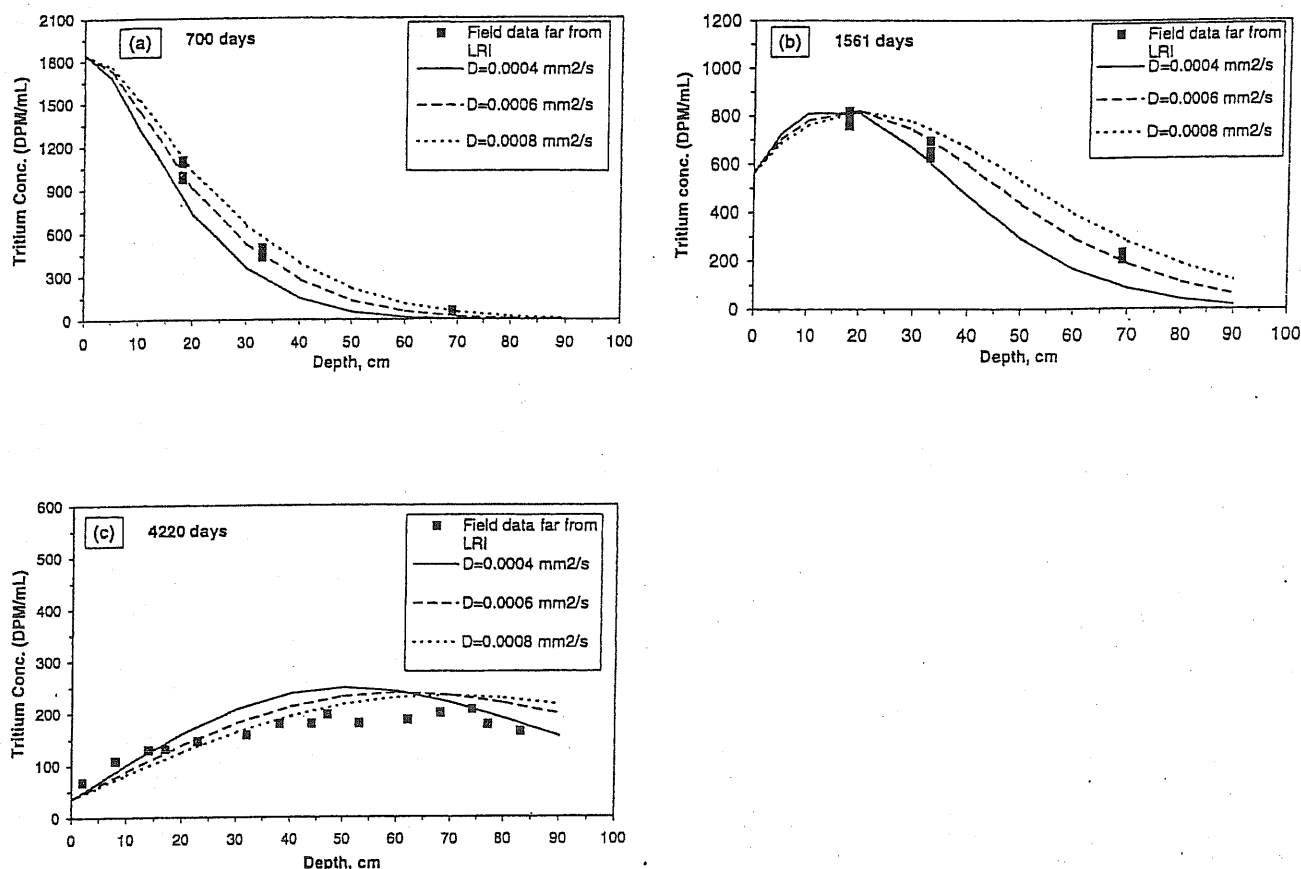 (a) 700 days
Tritium Conc. (DPM/mL)
2100
1800
1500
1200
900
600
300
0
0 10 20 30 40 50 60 70 80 90 100
Depth, cm
Field data far from
LRI
D=0.0004 mm2/s
D=0.0006 mm2/s
D=0.0008 mm2/s
(b) 1561 days
Tritium conc. (DPM/mL)
1200
1000
800
600
400
200
0
0 10 20 30 40 50 60 70 80 90 100
Depth, cm
Field data far from
LRI
D=0.0004 mm2/s
D=0.0006 mm2/s
D=0.0008 mm2/s
(c) 4220 days
Tritium Conc. (DPM/mL)
600
500
400
300
200
100
0
0 10 20 30 40 50 60 70 80 90 100
Depth, cm
Field data far from
LRI
D=0.0004 mm2/s
D=0.0006 mm2/s
D=0.0008 mm2/s